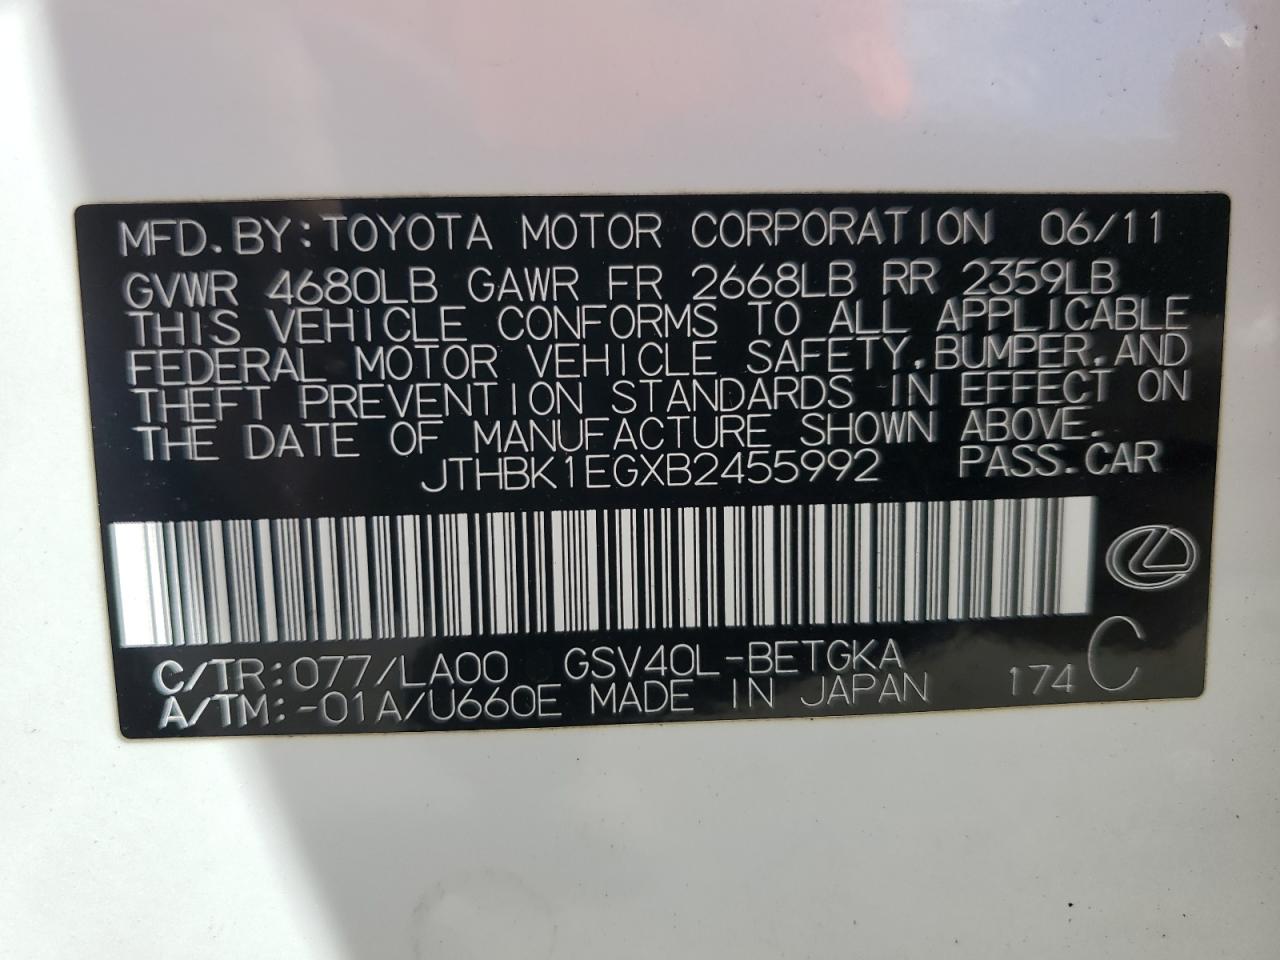 MFD. BY: TOYOTA MOTOR CORPORATION 06/11
GVWR 4680LB GAWR FR 2668LB RR 2359LB
THIS VEHICLE CONFORMS TO ALL APPLICABLE
FEDERAL MOTOR VEHICLE SAFETY, BUMPER, AND
THEFT PREVENTION STANDARDS IN EFFECT ON
THE DATE OF MANUFACTURE SHOWN ABOVE.
JTHBK1EGXB2455992 PASS. CAR
C/TR: 077/LA00 GSV40L-BETGKA
A/TM: -01A/U660E MADE IN JAPAN 174 C